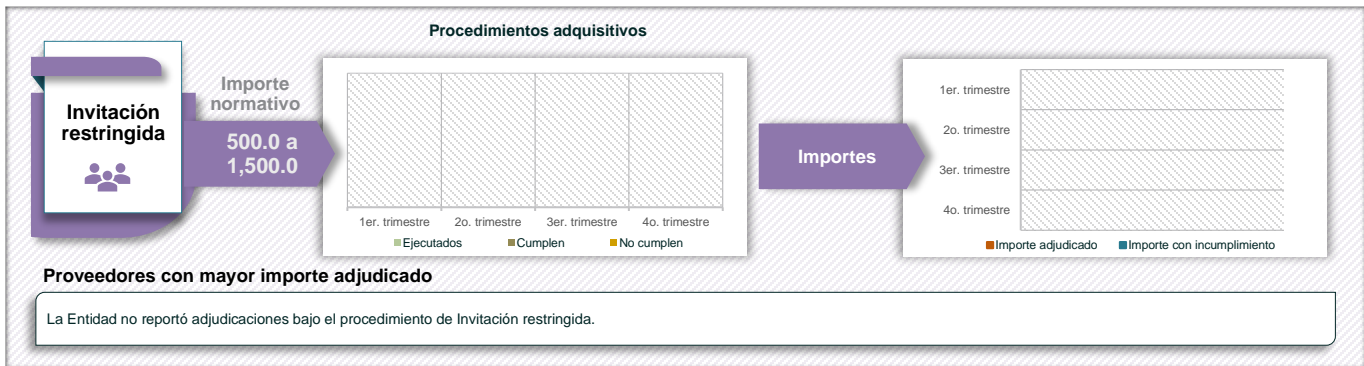 Procedimientos adquisitivos
Invitación
restringida
Importe
normativo
500.0 a
1,500.0
1er. trimestre 2o. trimestre 3er. trimestre 4o. trimestre
Ejecutados Cumplen No cumplen
Importes
1er. trimestre
2o. trimestre
3er. trimestre
4o. trimestre
Importe adjudicado Importe con incumplimiento
Proveedores con mayor importe adjudicado
La Entidad no reportó adjudicaciones bajo el procedimiento de Invitación restringida.